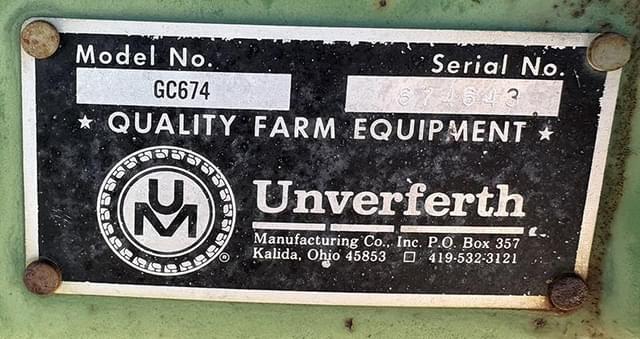 Model No.
Serial No.
GC674
674643
★ QUALITY FARM EQUIPMENT ★
UM
Unverferth
®
Manufacturing Co., Inc. P.O. Box 357
Kalida, Ohio 45853 □ 419-532-3121